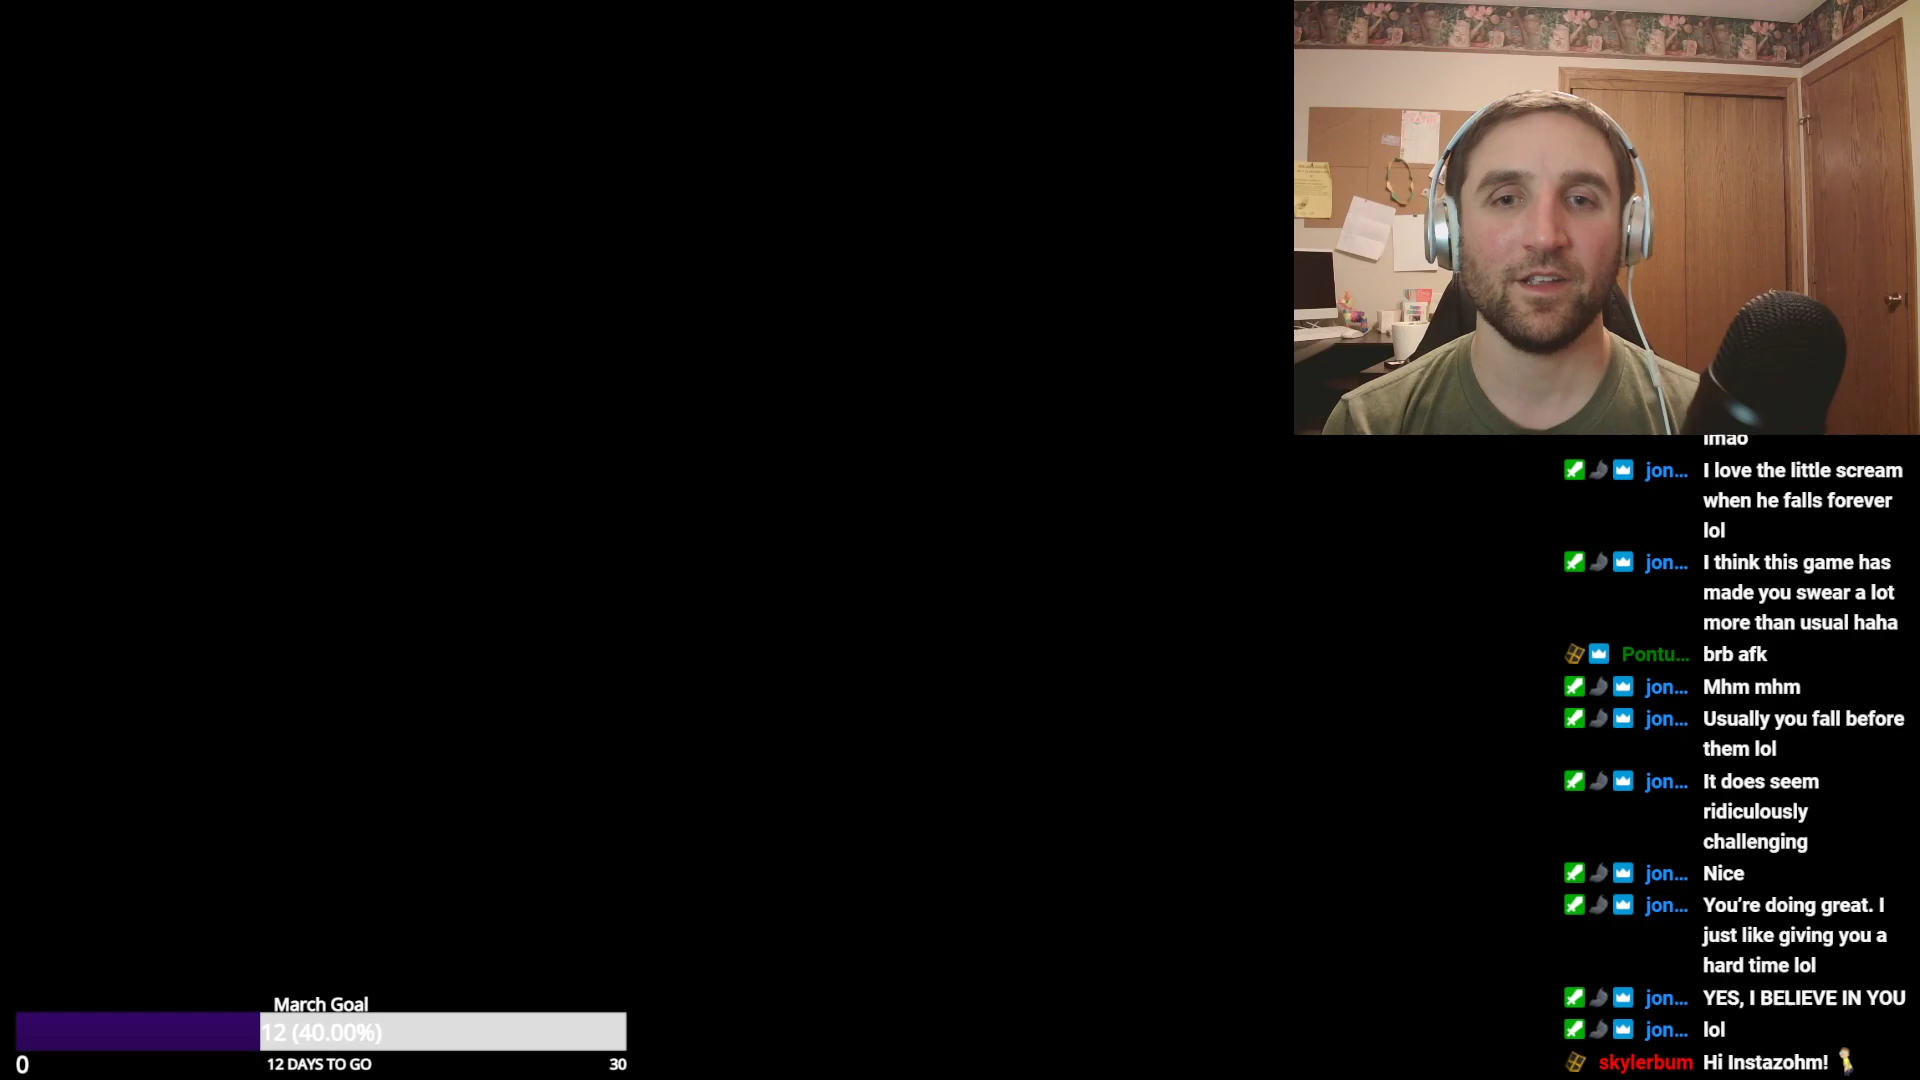 lmao
jon... I love the little scream
when he falls forever
lol
jon... I think this game has
made you swear a lot
more than usual haha
Pontu... brb afk
jon... Mhm mhm
jon... Usually you fall before
them lol
jon... It does seem
ridiculously
challenging
jon... Nice
jon... You’re doing great. I
just like giving you a
hard time lol
jon... YES, I BELIEVE IN YOU
jon... lol
skylerbum Hi Instazohm!
March Goal
12 (40.00%)
0 12 DAYS TO GO 30